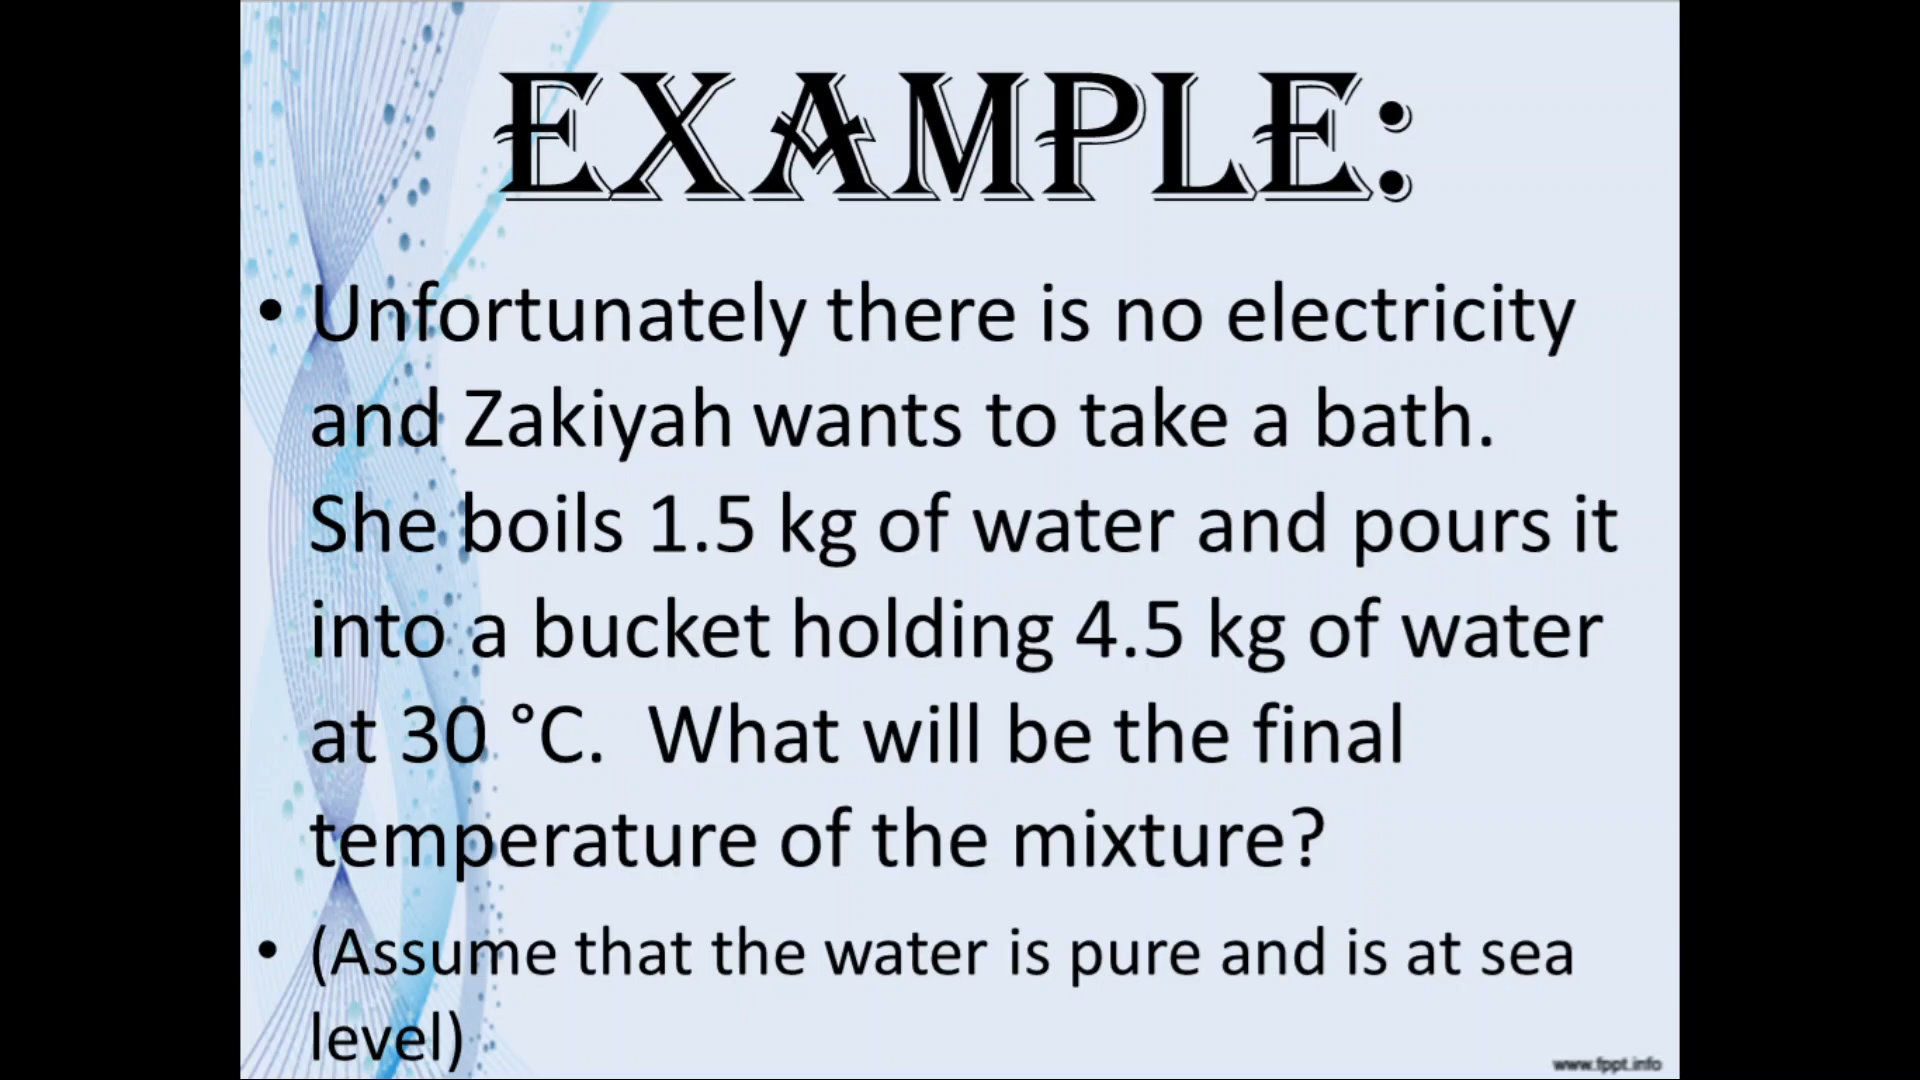 EXAMPLE:
• Unfortunately there is no electricity
and Zakiyah wants to take a bath.
She boils 1.5 kg of water and pours it
into a bucket holding 4.5 kg of water
at 30 °C.  What will be the final
temperature of the mixture?
• (Assume that the water is pure and is at sea
level)
www.fppt.info